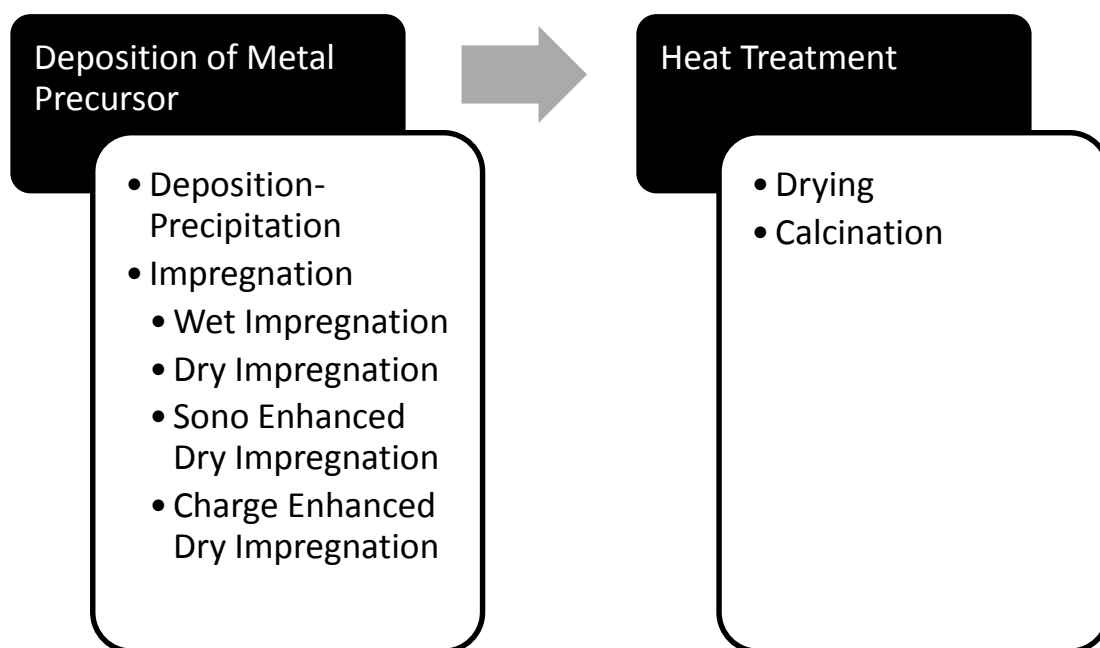 Deposition of Metal
Precursor
• Deposition-
Precipitation
• Impregnation
• Wet Impregnation
• Dry Impregnation
• Sono Enhanced
Dry Impregnation
• Charge Enhanced
Dry Impregnation
Heat Treatment
• Drying
• Calcination